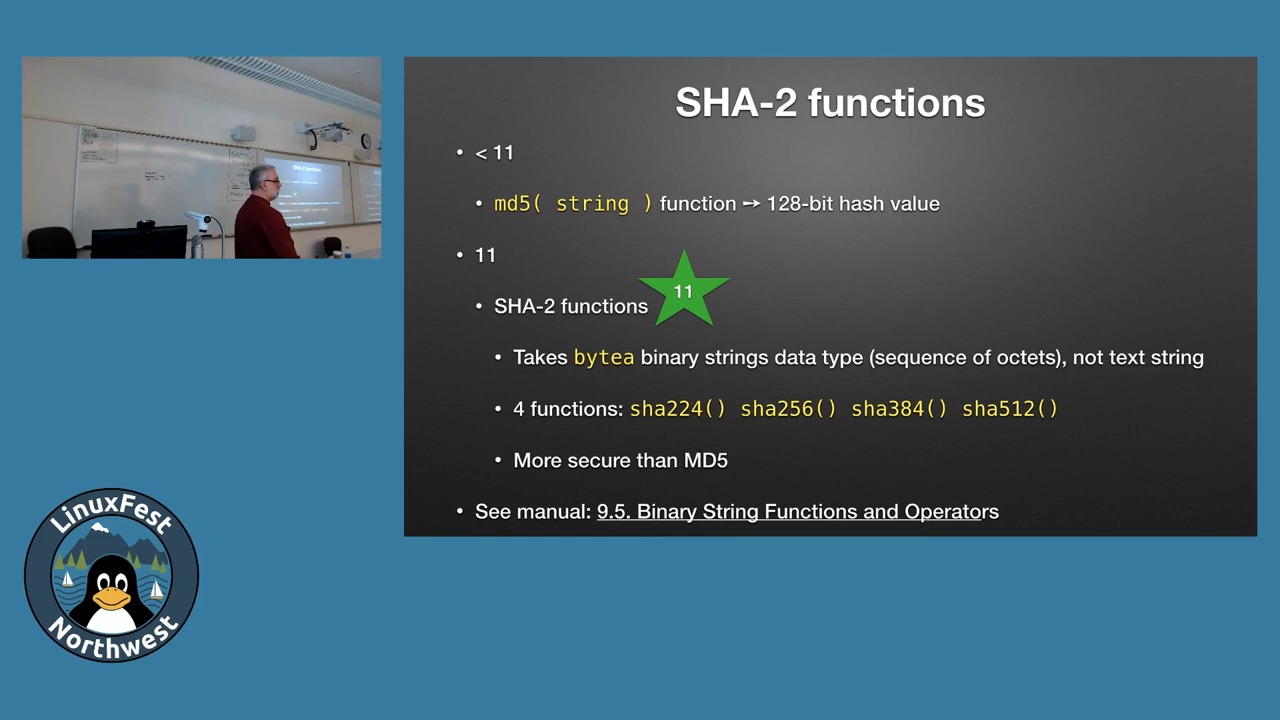 SHA-2 functions
• < 11
• md5( string ) function ➙ 128-bit hash value
• 11
11
• SHA-2 functions
• Takes bytea binary strings data type (sequence of octets), not text string
• 4 functions: sha224() sha256() sha384() sha512()
• More secure than MD5
• See manual: 9.5. Binary String Functions and Operators
LinuxFest
Northwest